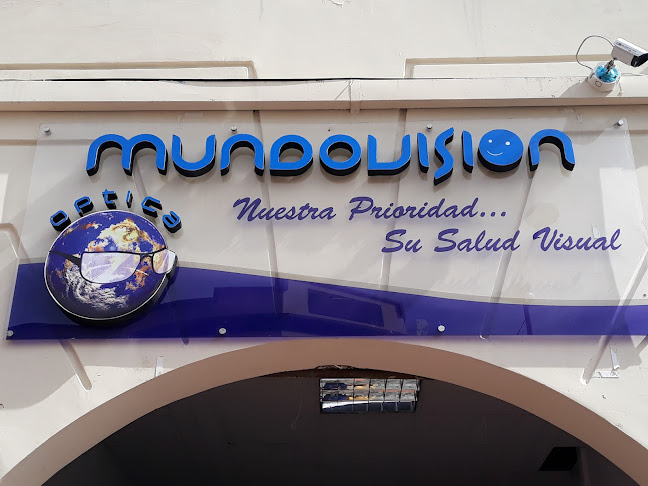 MUNDOVISION
optica
Nuestra Prioridad...
Su Salud Visual